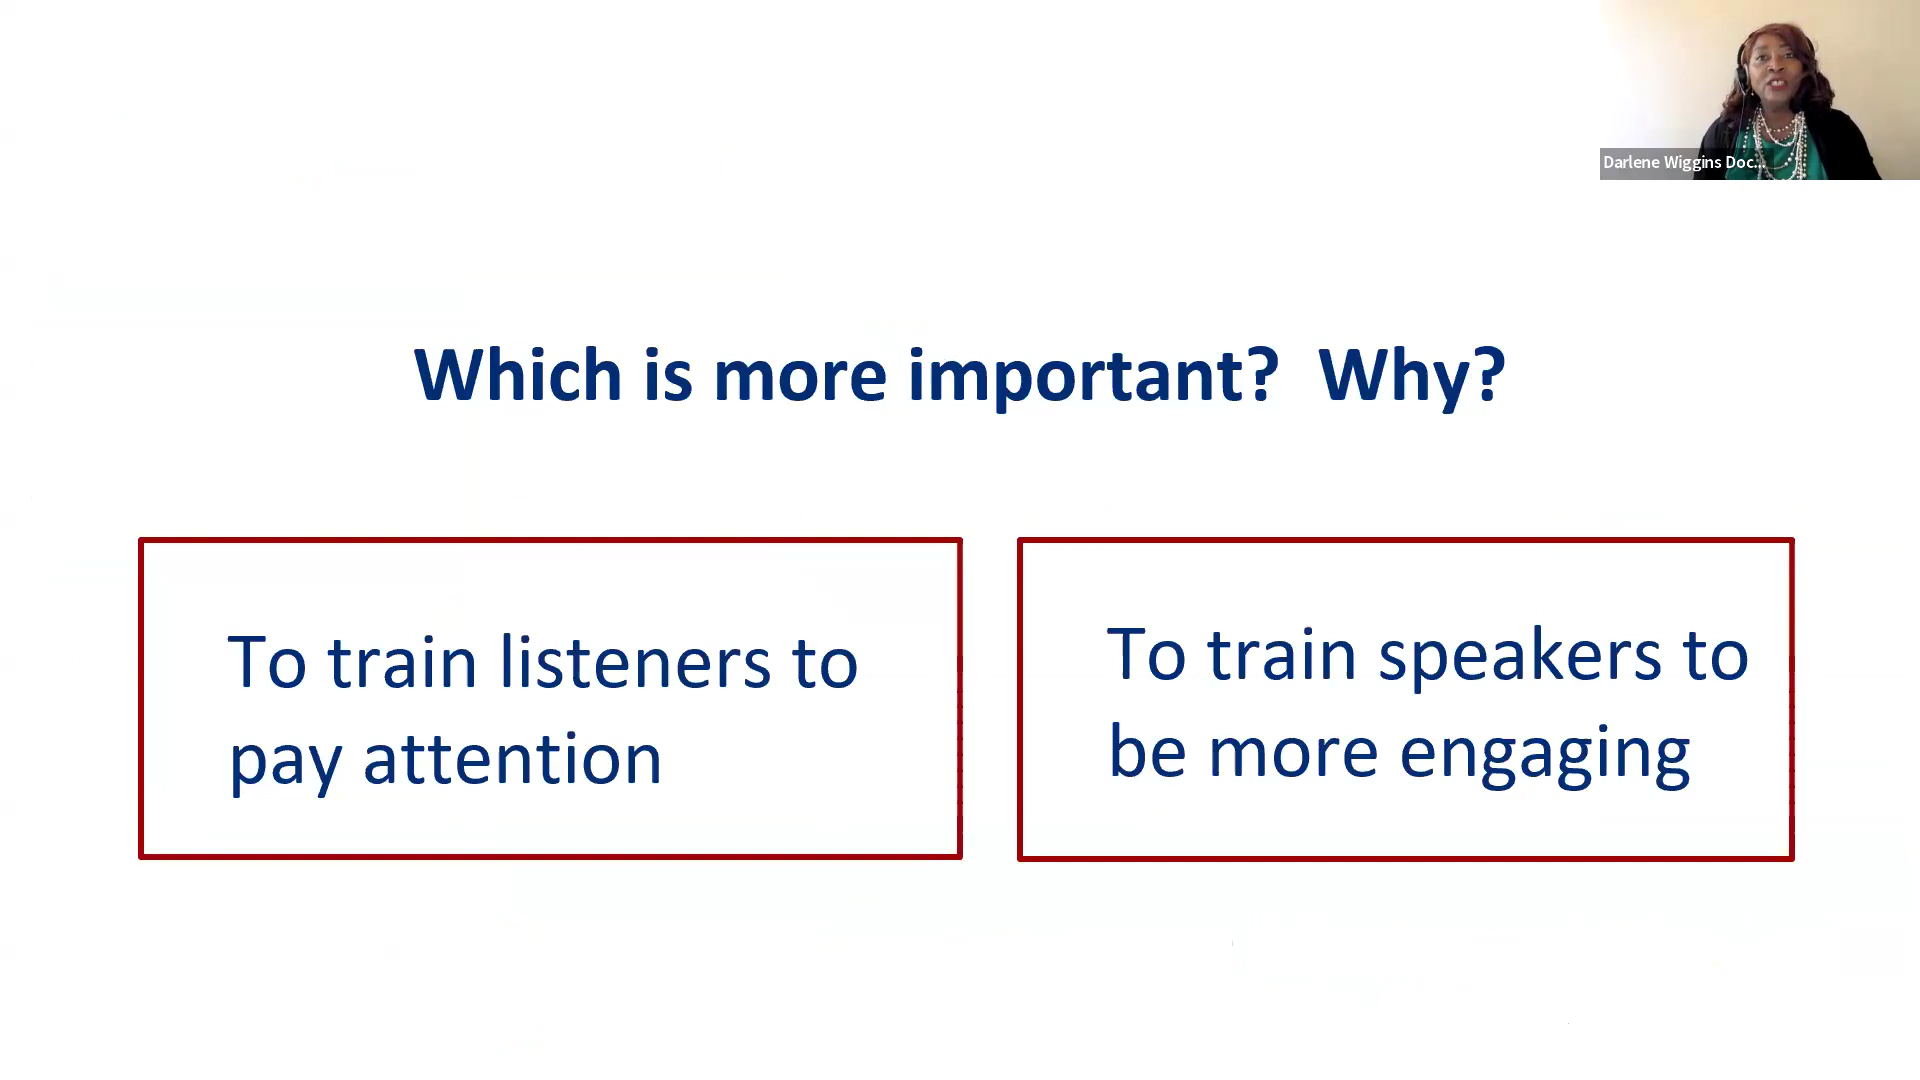 Darlene Wiggins Doc...
Which is more important? Why?
To train listeners to
pay attention
To train speakers to
be more engaging